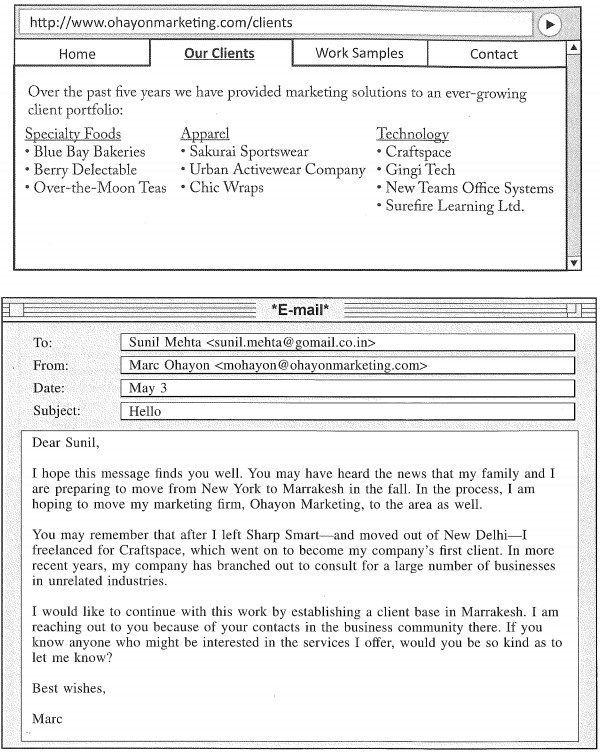 http://www.ohayonmarketing.com/clients
Home
Our Clients
Work Samples
Contact
Over the past five years we have provided marketing solutions to an ever-growing
client portfolio:
Specialty Foods
• Blue Bay Bakeries
• Berry Delectable
• Over-the-Moon Teas
Apparel
• Sakurai Sportswear
• Urban Activewear Company
• Chic Wraps
Technology
• Craftspace
• Gingi Tech
• New Teams Office Systems
• Surefire Learning Ltd.
*E-mail*
To: Sunil Mehta <sunil.mehta@gomail.co.in>
From: Marc Ohayon <mohayon@ohayonmarketing.com>
Date: May 3
Subject: Hello
Dear Sunil,
I hope this message finds you well. You may have heard the news that my family and I
are preparing to move from New York to Marrakesh in the fall. In the process, I am
hoping to move my marketing firm, Ohayon Marketing, to the area as well.
You may remember that after I left Sharp Smart—and moved out of New Delhi—I
freelanced for Craftspace, which went on to become my company's first client. In more
recent years, my company has branched out to consult for a large number of businesses
in unrelated industries.
I would like to continue with this work by establishing a client base in Marrakesh. I am
reaching out to you because of your contacts in the business community there. If you
know anyone who might be interested in the services I offer, would you be so kind as to
let me know?
Best wishes,
Marc